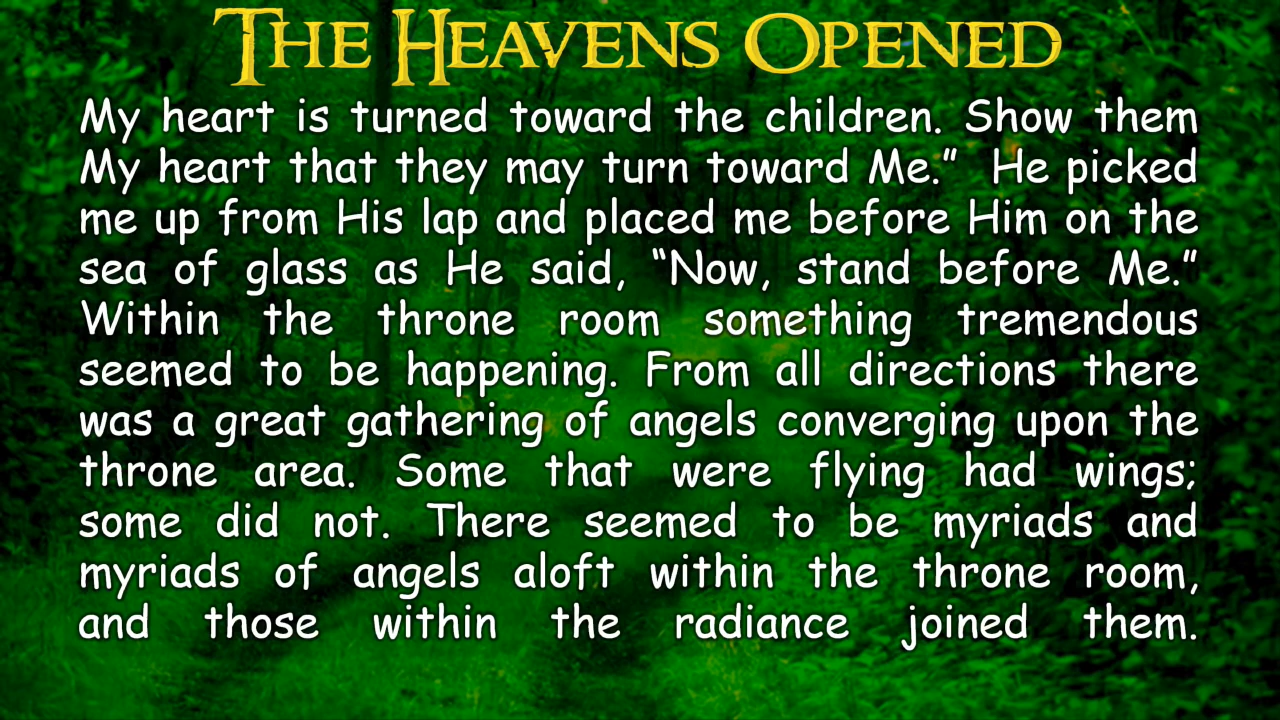 THE HEAVENS OPENED
My heart is turned toward the children. Show them
My heart that they may turn toward Me.” He picked
me up from His lap and placed me before Him on the
sea of glass as He said, “Now, stand before Me.”
Within the throne room something tremendous
seemed to be happening. From all directions there
was a great gathering of angels converging upon the
throne area. Some that were flying had wings;
some did not. There seemed to be myriads and
myriads of angels aloft within the throne room,
and those within the radiance joined them.